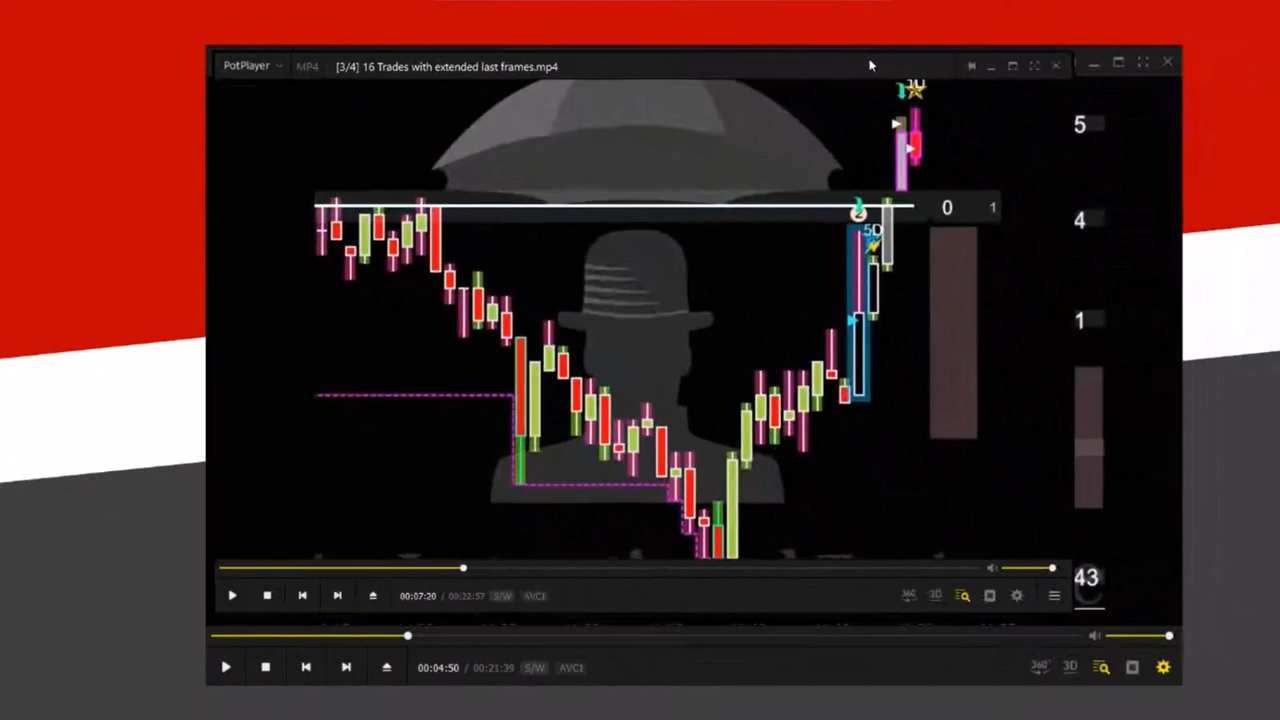 PotPlayer MP4 [3/4] 16 Trades with extended last frames.mp4
5
0 1
4
2
5D
1
43
00:07:20 / 00:22:57 S/W AVC1
360° 3D
00:04:50 / 00:21:39 S/W AVC1
360° 3D